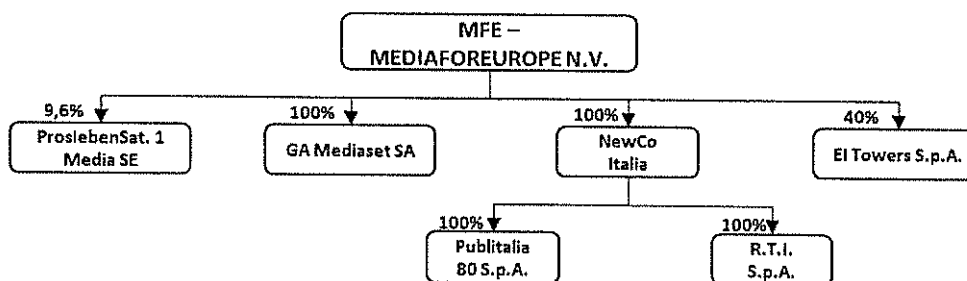 MFE –
MEDIAFOREUROPE N.V.
9,6%
100%
100%
40%
ProsiebenSat. 1
Media SE
GA Mediaset SA
NewCo
Italia
EI Towers S.p.A.
100%
100%
Publitalia
80 S.p.A.
R.T.I.
S.p.A.